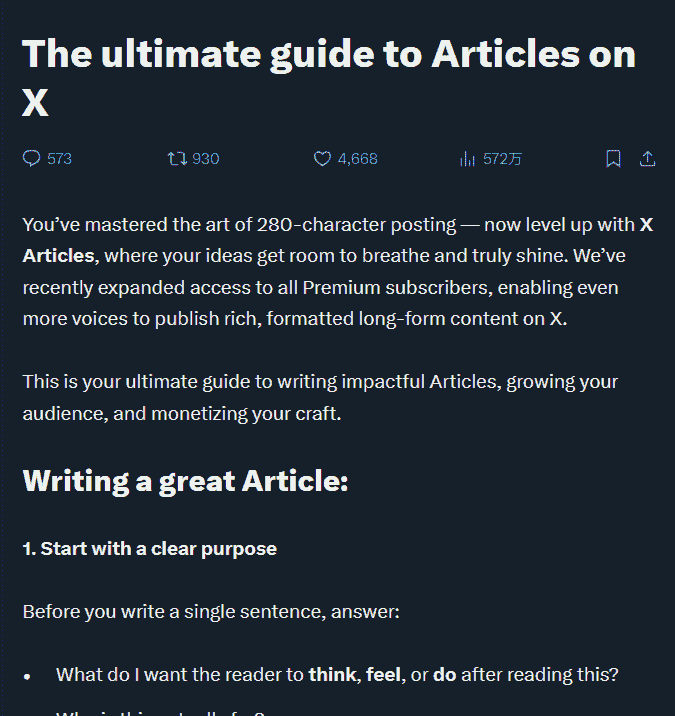 The ultimate guide to Articles on
X
573 930 4,668 572万
You’ve mastered the art of 280-character posting — now level up with X
Articles, where your ideas get room to breathe and truly shine. We’ve
recently expanded access to all Premium subscribers, enabling even
more voices to publish rich, formatted long-form content on X.
This is your ultimate guide to writing impactful Articles, growing your
audience, and monetizing your craft.
Writing a great Article:
1. Start with a clear purpose
Before you write a single sentence, answer:
• What do I want the reader to think, feel, or do after reading this?